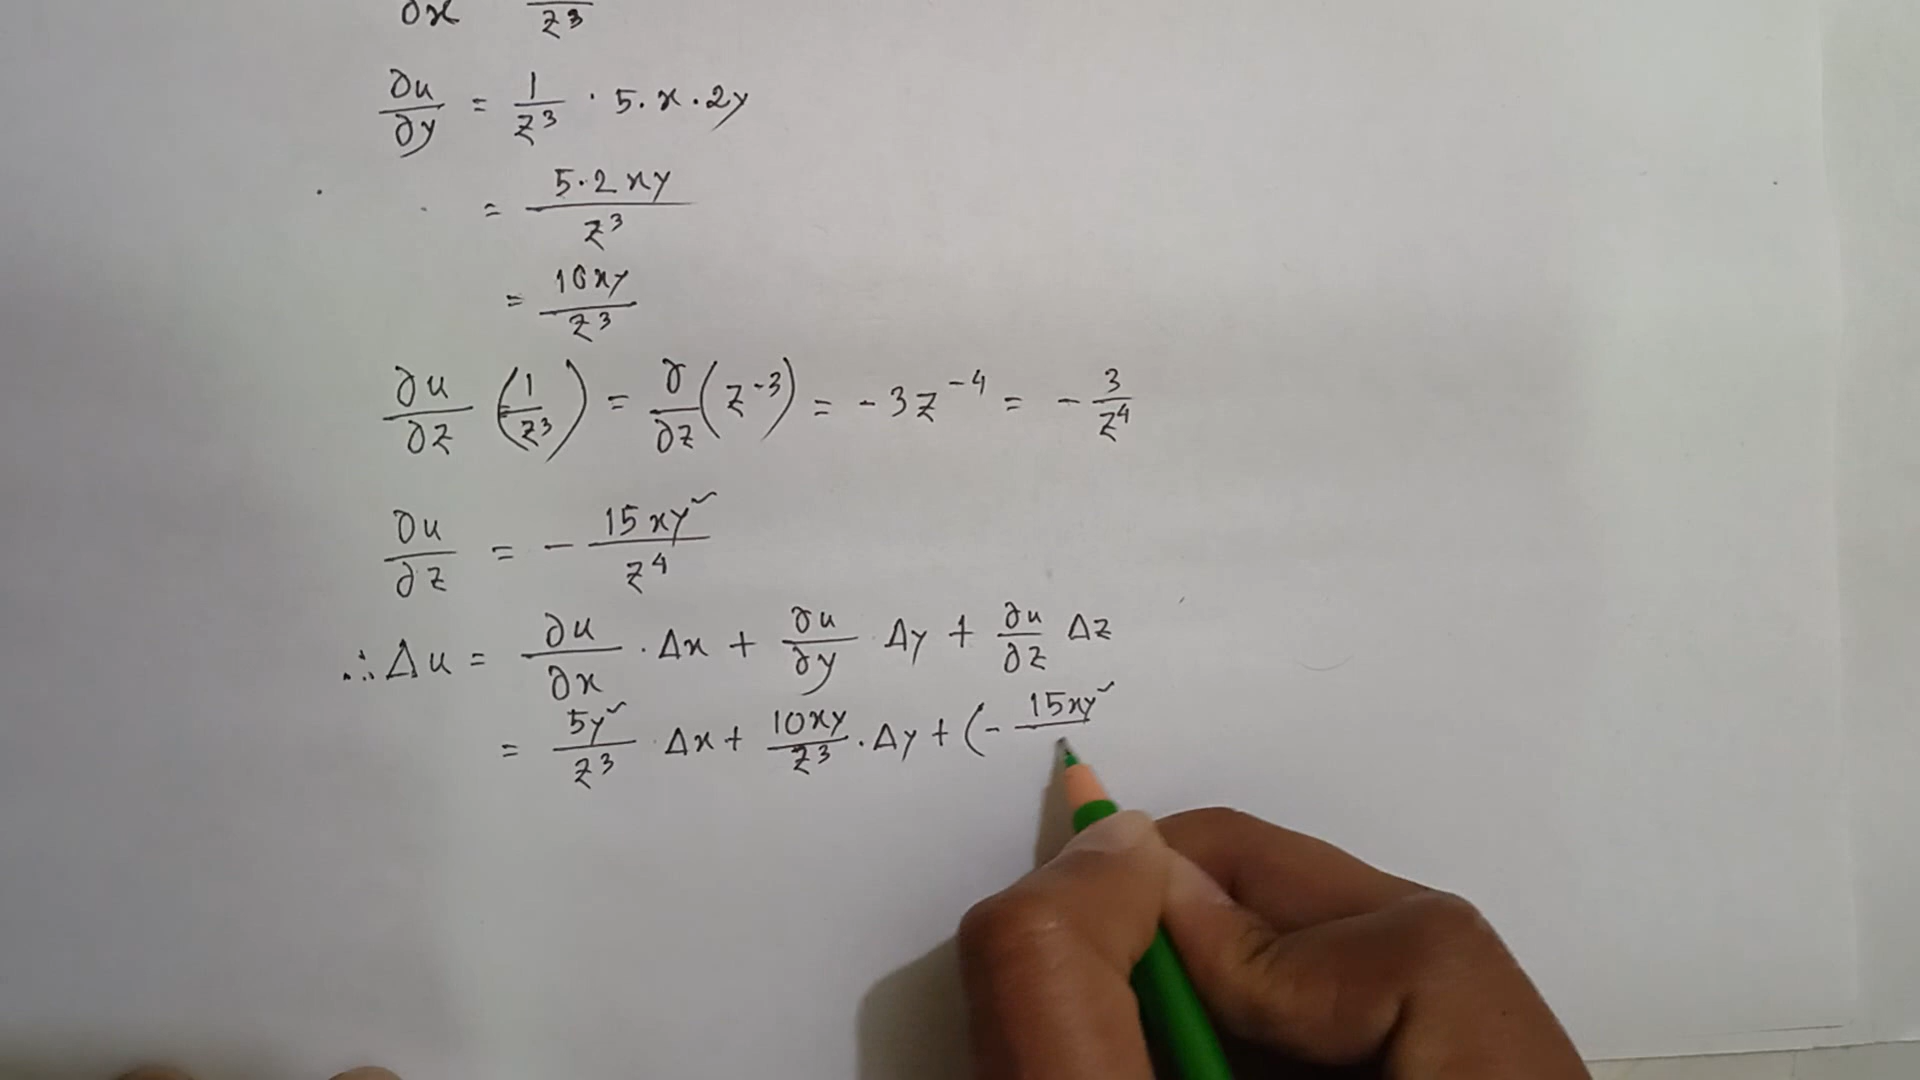 ∂x z³
∂u/∂y = 1/z³ · 5.x.2y
= 5·2xy/z³
= 10xy/z³
∂u/∂z (1/z³) = ∂/∂z (z⁻³) = -3z⁻⁴ = -3/z⁴
∂u/∂z = - 15xy²/z⁴
∴ Δu = ∂u/∂x · Δx + ∂u/∂y Δy + ∂u/∂z Δz
= 5y²/z³ Δx + 10xy/z³ · Δy + (- 15xy²